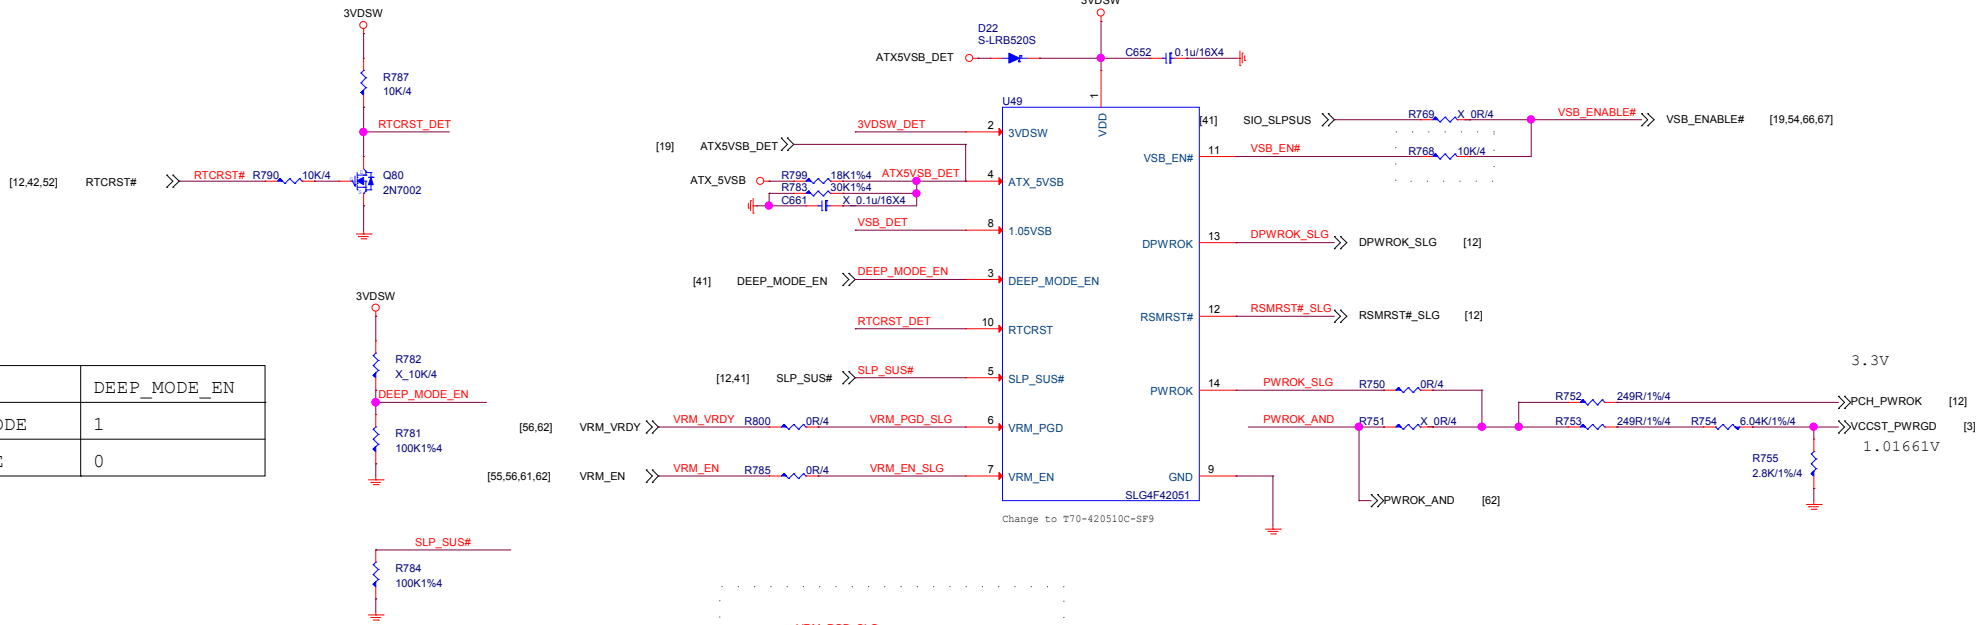 3VDSW
R787
10K/4
RTCRST_DET
[12,42,52] RTCRST# RTCRST# R790 10K/4
Q80
2N7002
3VDSW
R782
X_10K/4
DEEP_MODE_EN
R781
100K1%4
DEEP_MODE_EN
1
0
SLP_SUS#
R784
100K1%4
3VDSW
D22
S-LRB520S
ATX5VSB_DET
C652 0.1u/16X4
U49
1
VDD
3VDSW_DET 2 3VDSW
[19] ATX5VSB_DET
ATX_5VSB R799 18K1%4 ATX5VSB_DET 4 ATX_5VSB
R783 30K1%4
C661 X_0.1u/16X4
VSB_DET 8 1.05VSB
[41] DEEP_MODE_EN DEEP_MODE_EN 3 DEEP_MODE_EN
RTCRST_DET 10 RTCRST
[12,41] SLP_SUS# SLP_SUS# 5 SLP_SUS#
[56,62] VRM_VRDY VRM_VRDY R800 0R/4 VRM_PGD_SLG 6 VRM_PGD
[55,56,61,62] VRM_EN VRM_EN R785 0R/4 VRM_EN_SLG 7 VRM_EN
[41] SIO_SLPSUS R769 X_0R/4 VSB_ENABLE# VSB_ENABLE# [19,54,66,67]
VSB_EN# 11 VSB_EN# R768 10K/4
DPWROK 13 DPWROK_SLG DPWROK_SLG [12]
RSMRST# 12 RSMRST#_SLG RSMRST#_SLG [12]
PWROK 14 PWROK_SLG R750 0R/4
3.3V
R752 249R/1%/4 PCH_PWROK [12]
PWROK_AND R751 X_0R/4 R753 249R/1%/4 R754 6.04K/1%/4 VCCST_PWRGD [3]
1.01661V
R755
2.8K/1%/4
GND 9
SLG4F42051
PWROK_AND [62]
Change to T70-420510C-SF9